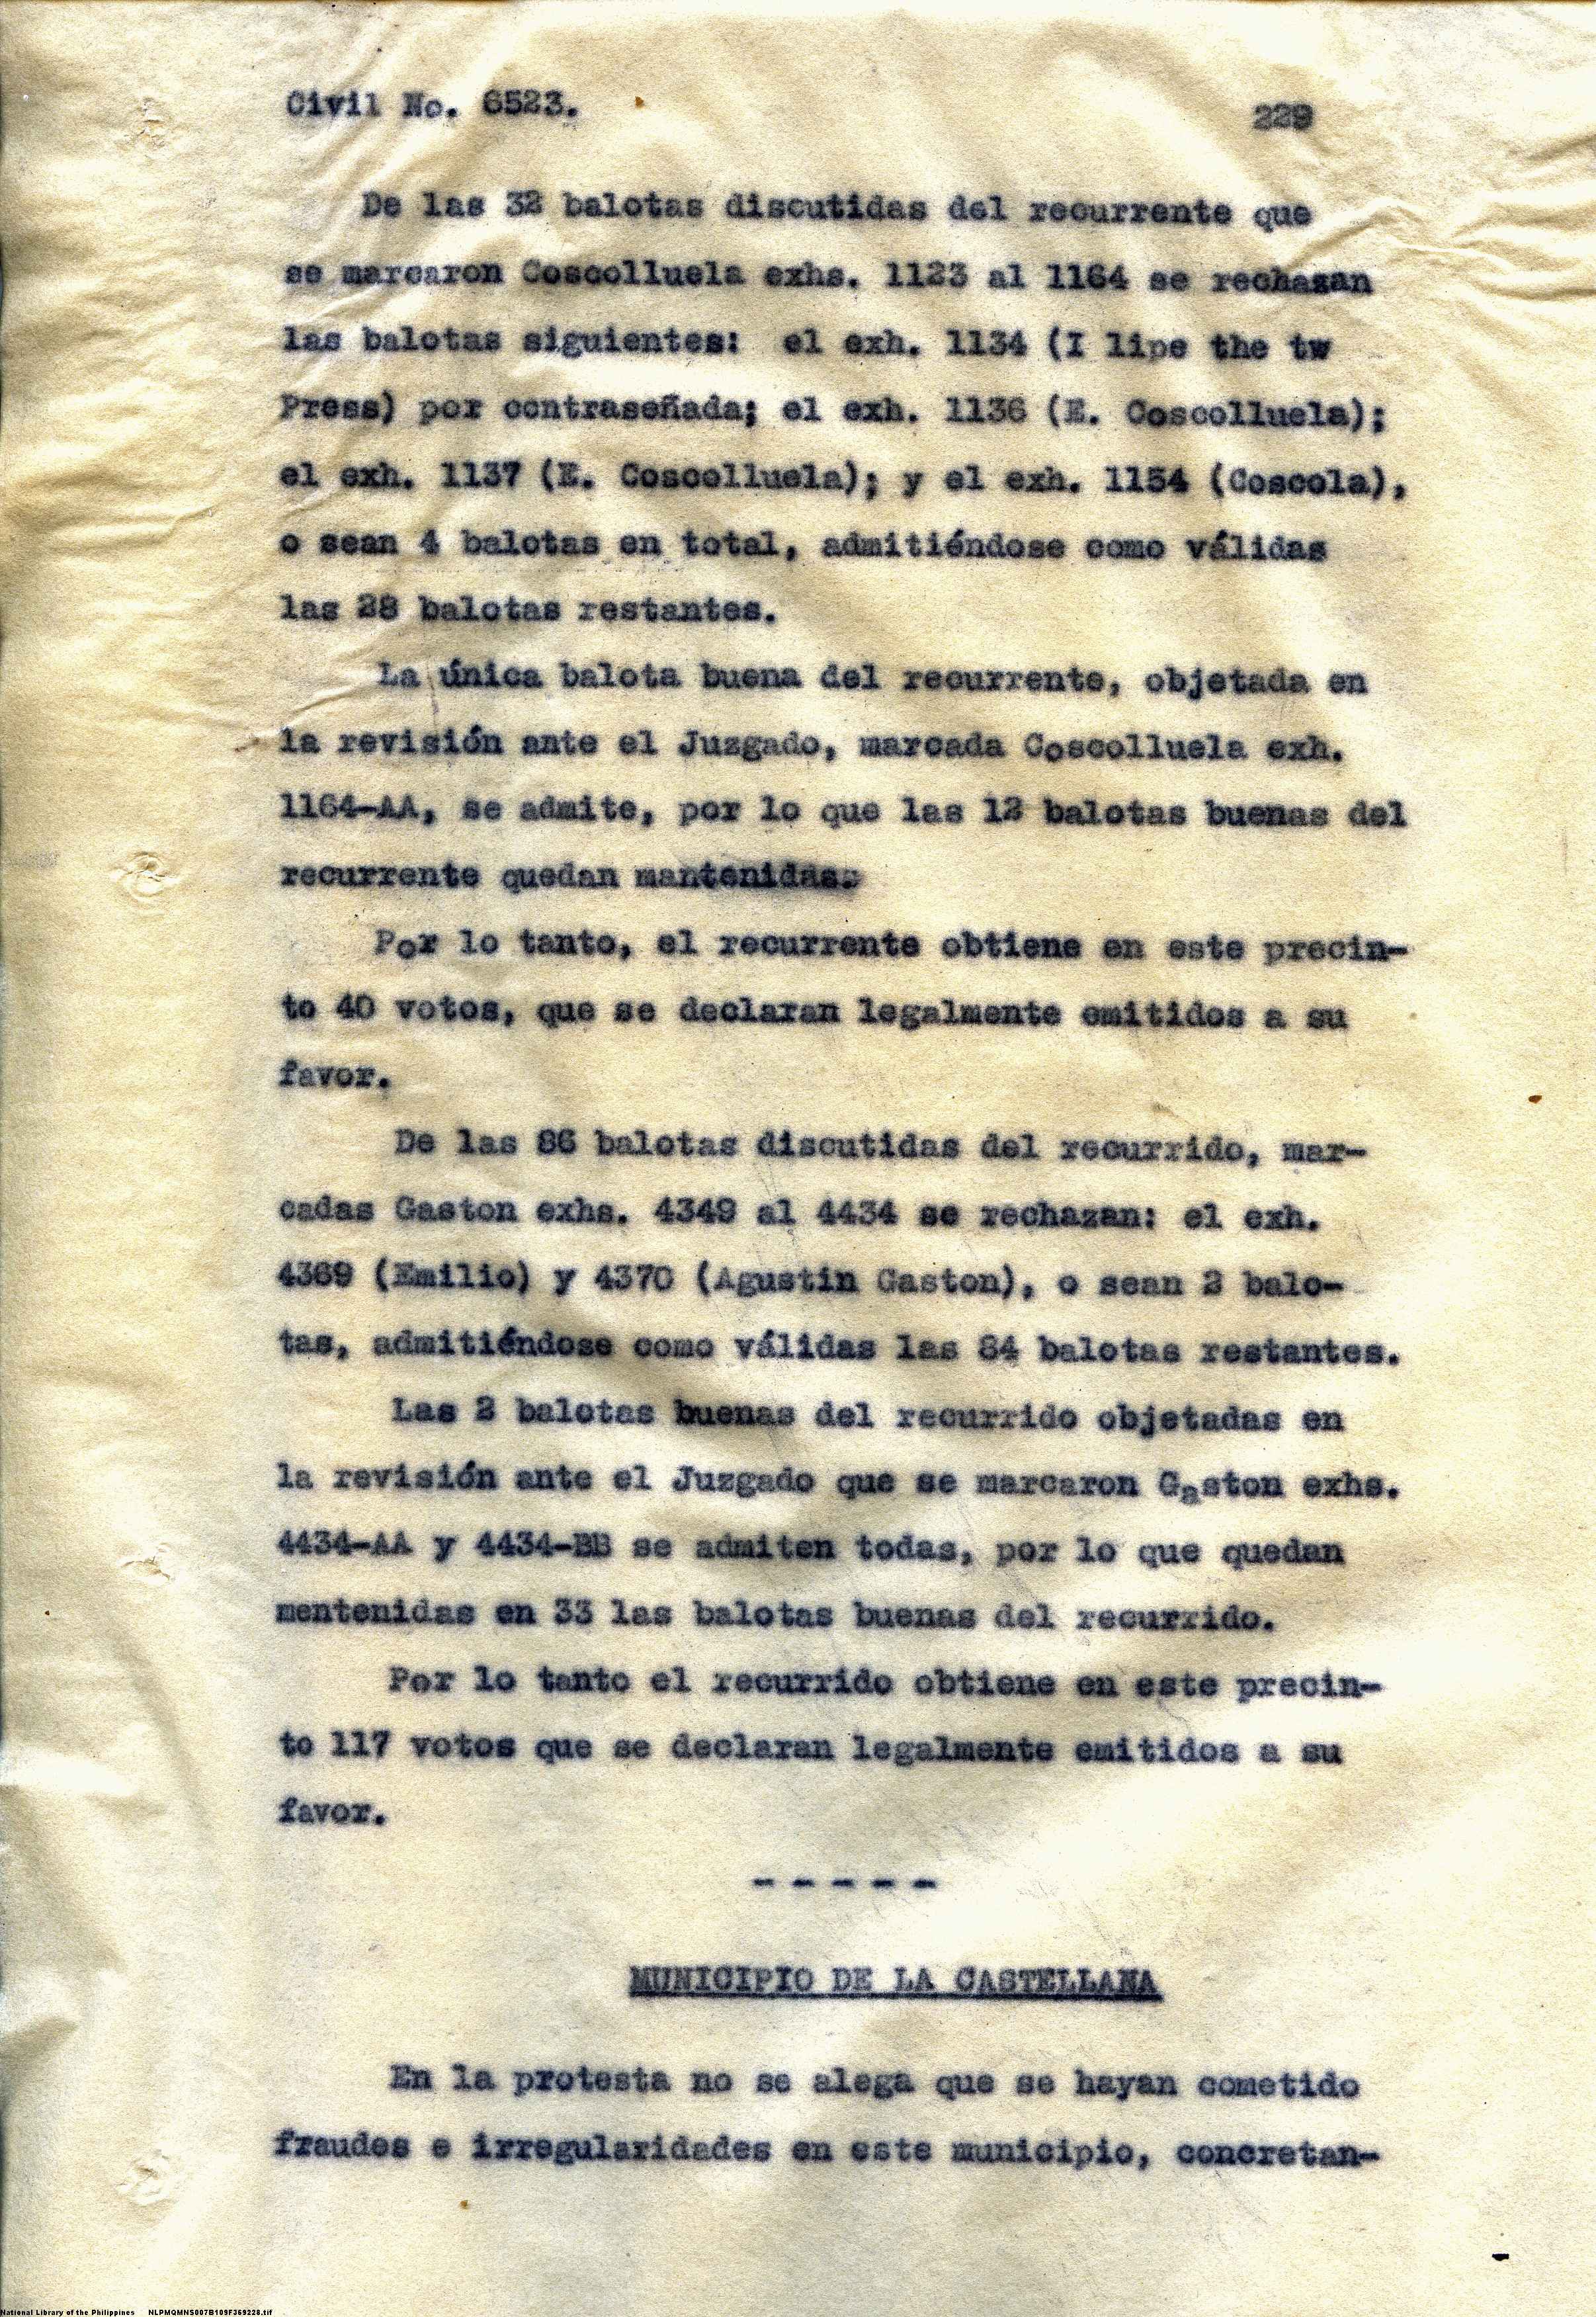 Civil No. 6523.
229
De las 32 balotas discutidas del recurrente que
se marcaron Coscolluela exhs. 1123 al 1164 se rechazan
las balotas siguientes: el exh. 1134 (I lipe the tw
Press) por contraseñada; el exh. 1136 (E. Coscolluela);
el exh. 1137 (E. Coscolluela); y el exh. 1154 (Coscola),
o sean 4 balotas en total, admitiéndose como válidas
las 28 balotas restantes.
La única balota buena del recurrente, objetada en
la revisión ante el Juzgado, marcada Coscolluela exh.
1164-AA, se admite, por lo que las 12 balotas buenas del
recurrente quedan mantenidas.
Por lo tanto, el recurrente obtiene en este precin-
to 40 votos, que se declaran legalmente emitidos a su
favor.
De las 86 balotas discutidas del recurrido, mar-
cadas Gaston exhs. 4349 al 4434 se rechazan: el exh.
4369 (Emilio) y 4370 (Agustin Gaston), o sean 2 balo-
tas, admitiéndose como válidas las 84 balotas restantes.
Las 2 balotas buenas del recurrido objetadas en
la revisión ante el Juzgado que se marcaron Gaston exhs.
4434-AA y 4434-BB se admiten todas, por lo que quedan
mentenidas en 33 las balotas buenas del recurrido.
Por lo tanto el recurrido obtiene en este precin-
to 117 votos que se declaran legalmente emitidos a su
favor.
- - - - -
MUNICIPIO DE LA CASTELLANA
En la protesta no se alega que se hayan cometido
fraudes e irregularidades en este municipio, concretan-
National Library of the Philippines NLPMQMNS007B109F369228.tif